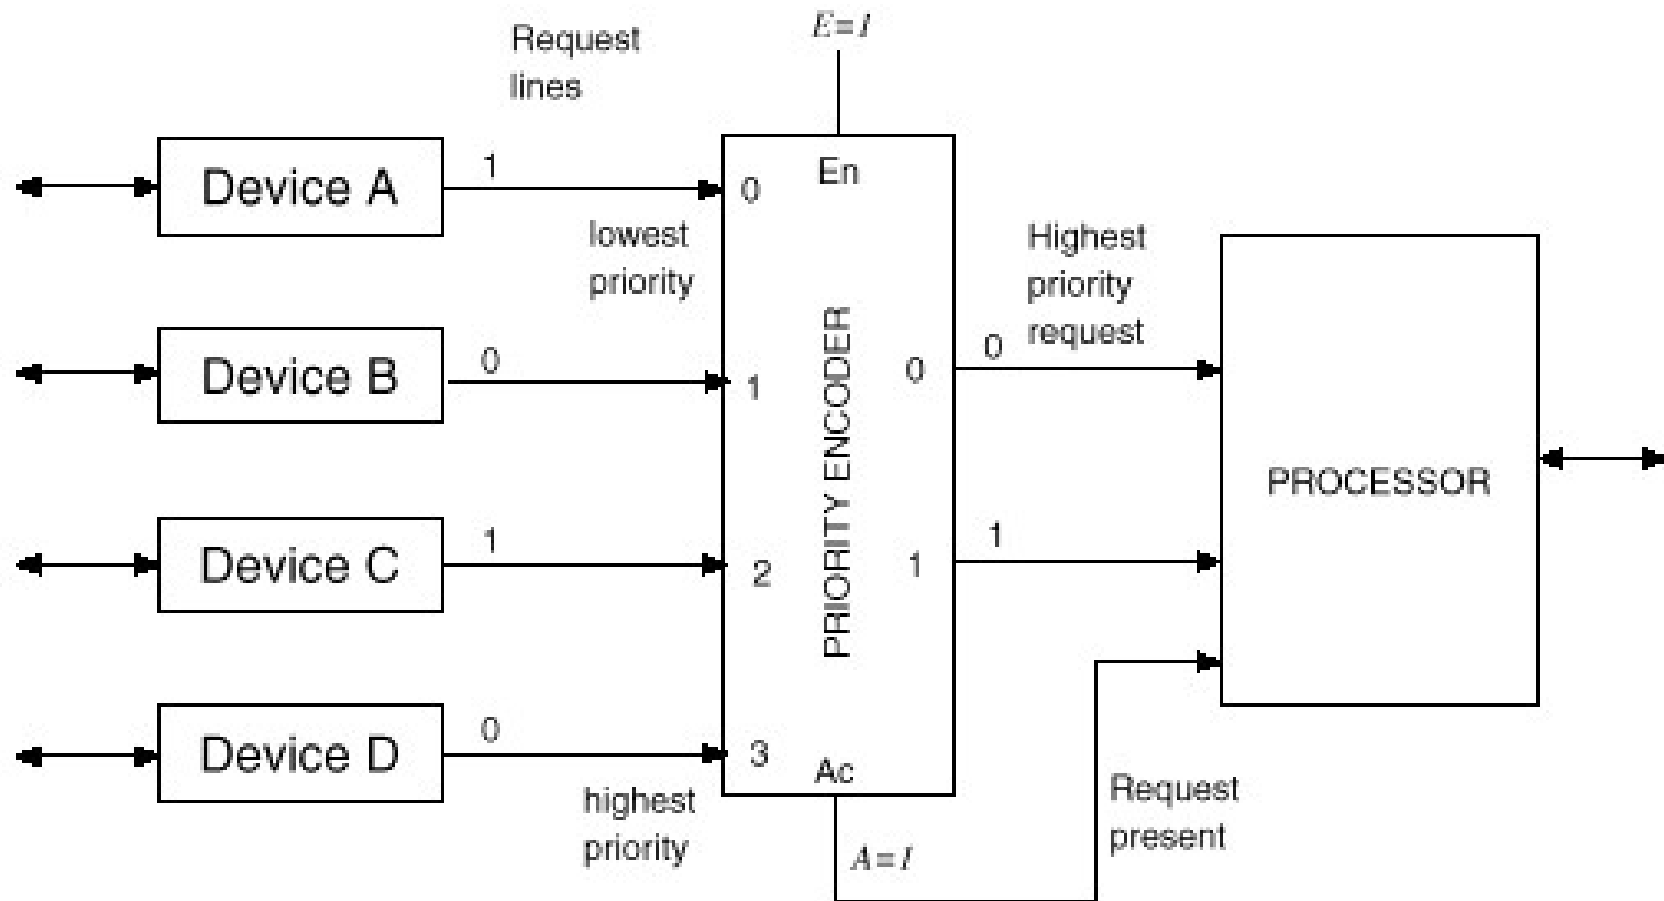 Request
lines
E=1
Device A
1
0
En
lowest
priority
Highest
priority
request
Device B
0
1
0
0
PRIORITY ENCODER
PROCESSOR
Device C
1
2
1
1
Device D
0
3
Ac
highest
priority
A=1
Request
present